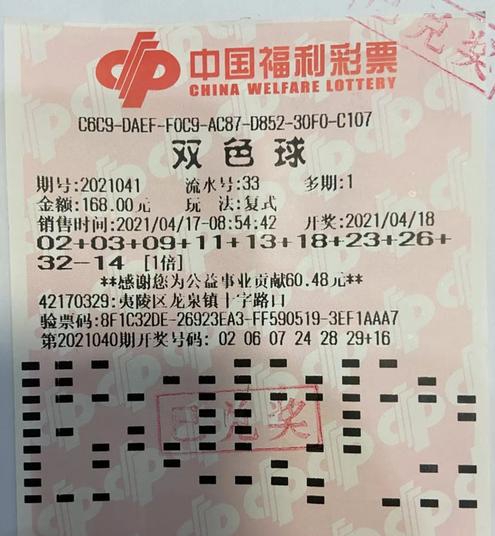 已兑奖
中国福利彩票
CHINA WELFARE LOTTERY
C6C9-DAEF-F0C9-AC87-D852-30F0-C107
双色球
期号:2021041 流水号:33 多期:1
金额:168.00元 玩 法:复式
销售时间:2021/04/17-08:54:42 开奖:2021/04/18
02+03+09+11+13+18+23+26+
32-14 [1倍]
**感谢您为公益事业贡献60.48元**
42170329:夷陵区龙泉镇十字路口
验票码:8F1C32DE-26923EA3-FF590519-3EF1AAA7
第2021040期开奖号码: 02 06 07 24 28 29+16
已兑奖